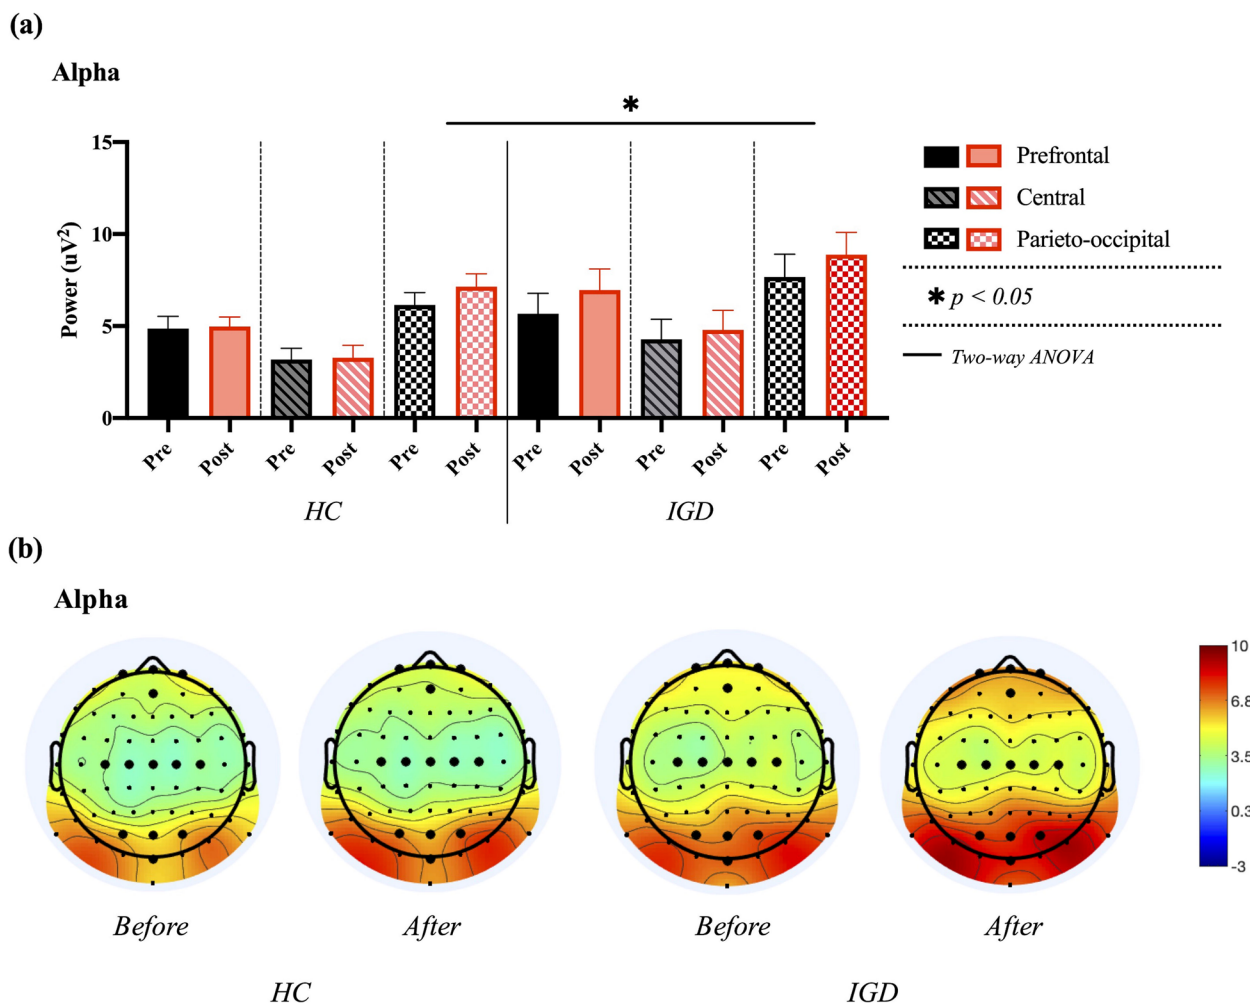 (a)
Alpha
*
15
10
5
0
Power (uV²)
Pre
Post
Pre
Post
Pre
Post
Pre
Post
Pre
Post
Pre
Post
HC
IGD
Prefrontal
Central
Parieto-occipital
* p < 0.05
Two-way ANOVA
(b)
Alpha
10
6.8
3.5
0.3
-3
Before
After
Before
After
HC
IGD